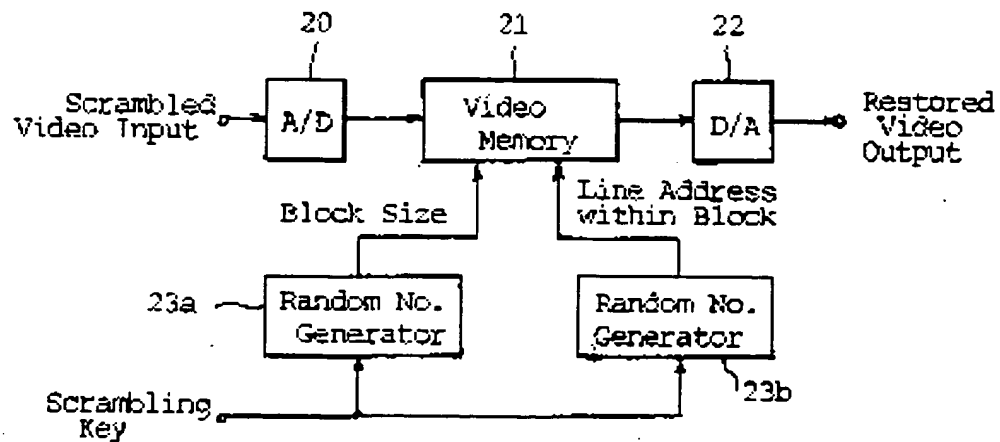 20
21
22
Scrambled
Video Input
A/D
Video
Memory
D/A
Restored
Video
Output
Block Size
Line Address
within Block
23a
Random No.
Generator
Random No.
Generator
23b
Scrambling
Key